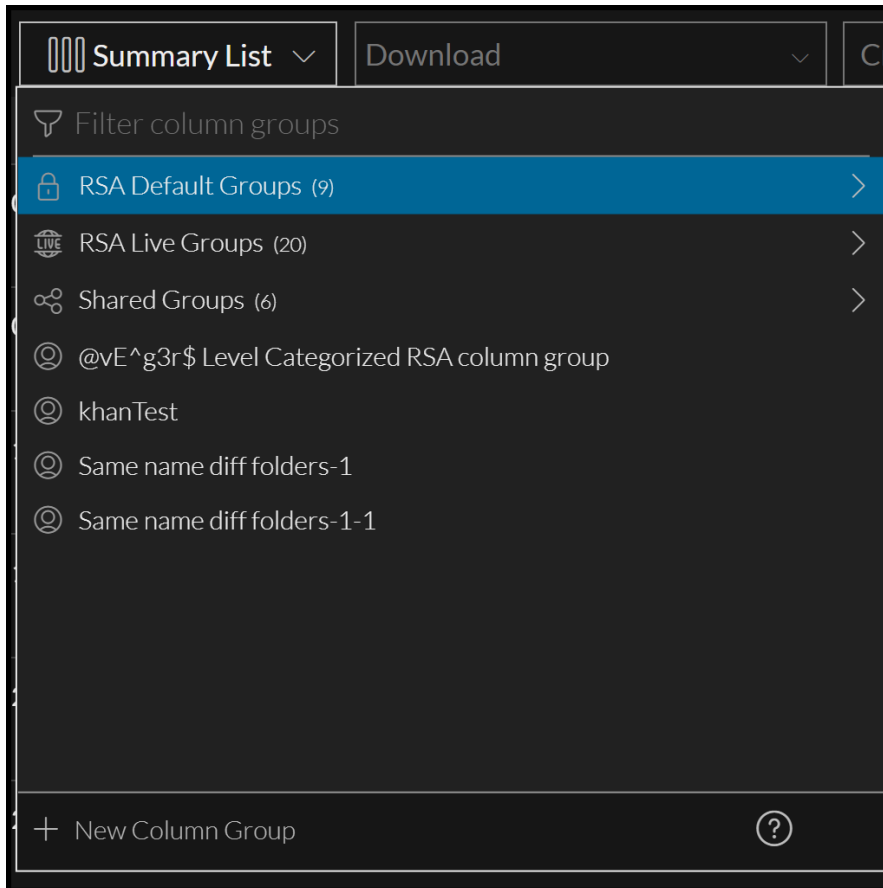 Summary List
Download
C
Filter column groups
RSA Default Groups (9)
LIVE RSA Live Groups (20)
Shared Groups (6)
@vE^g3r$ Level Categorized RSA column group
khanTest
Same name diff folders-1
Same name diff folders-1-1
+ New Column Group
?